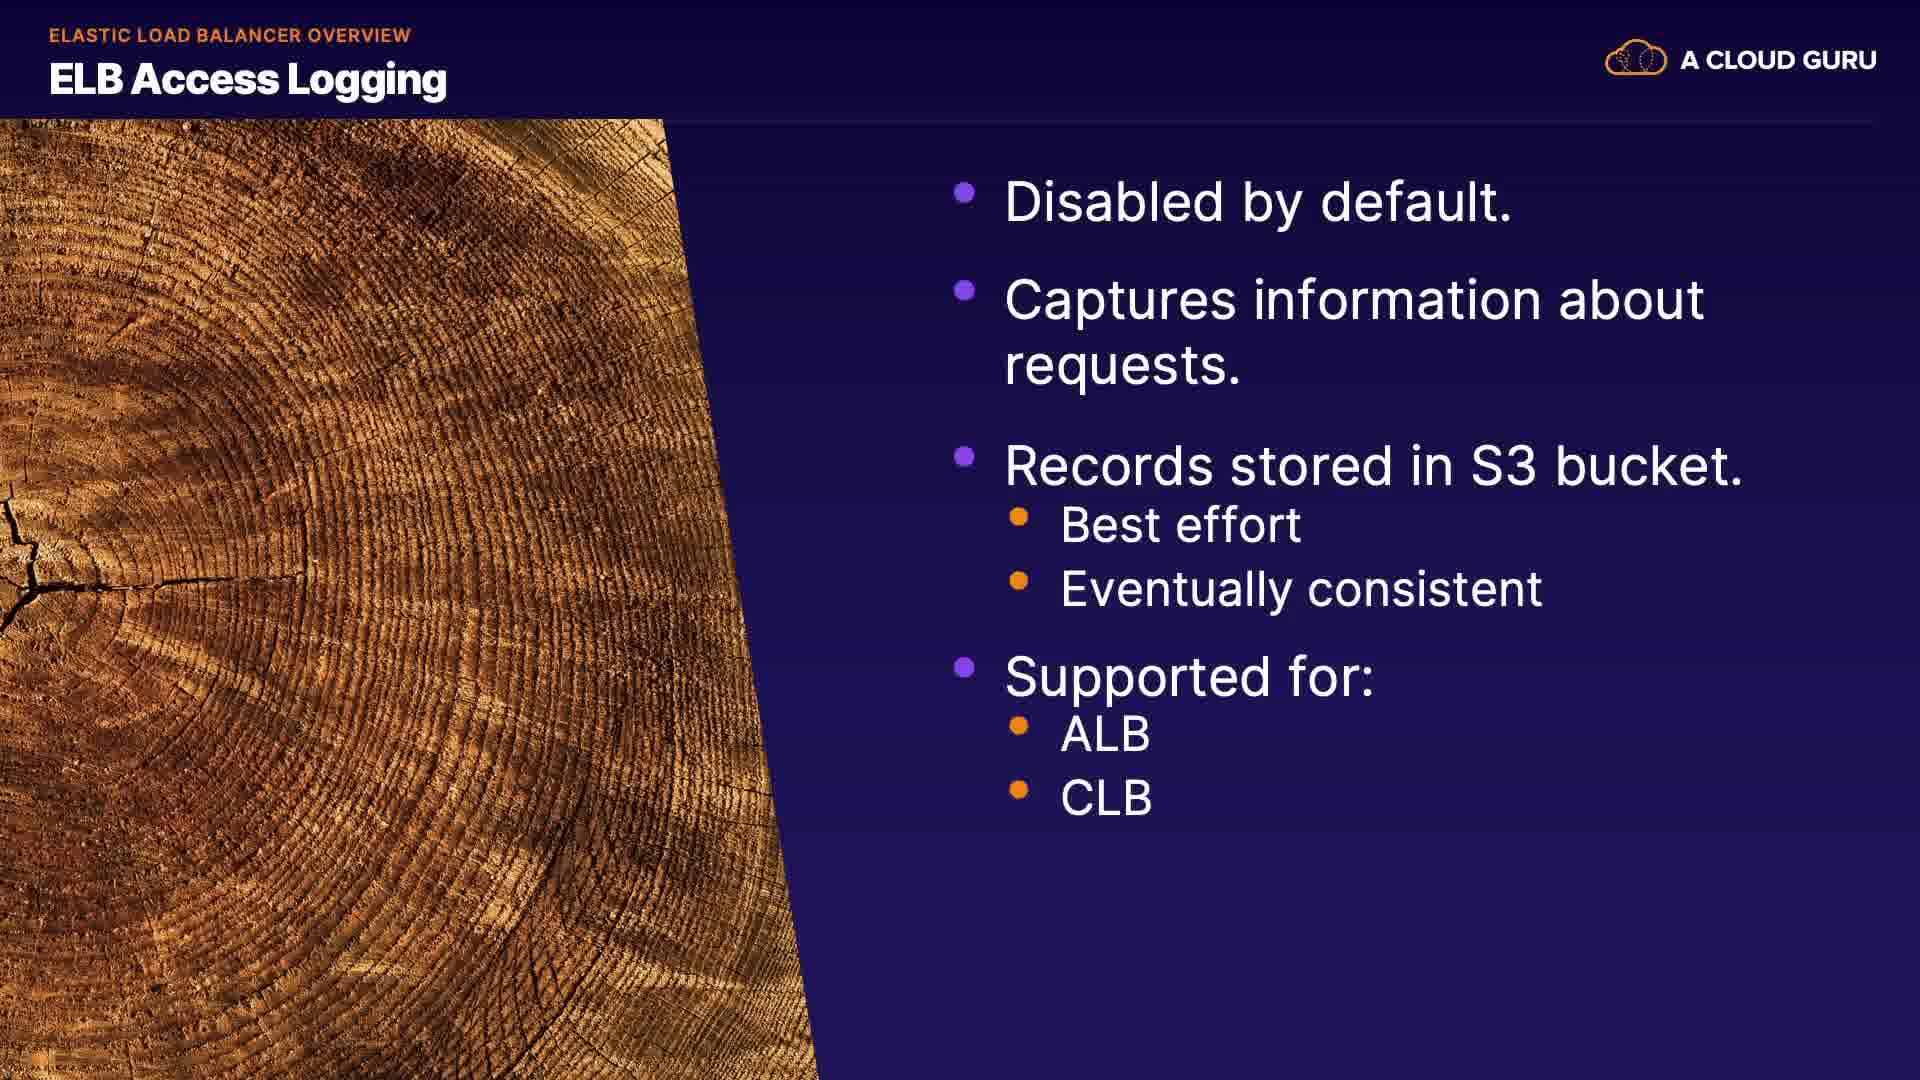 ELASTIC LOAD BALANCER OVERVIEW
ELB Access Logging
A CLOUD GURU
Disabled by default.
Captures information about
requests.
Records stored in S3 bucket.
Best effort
Eventually consistent
Supported for:
ALB
CLB